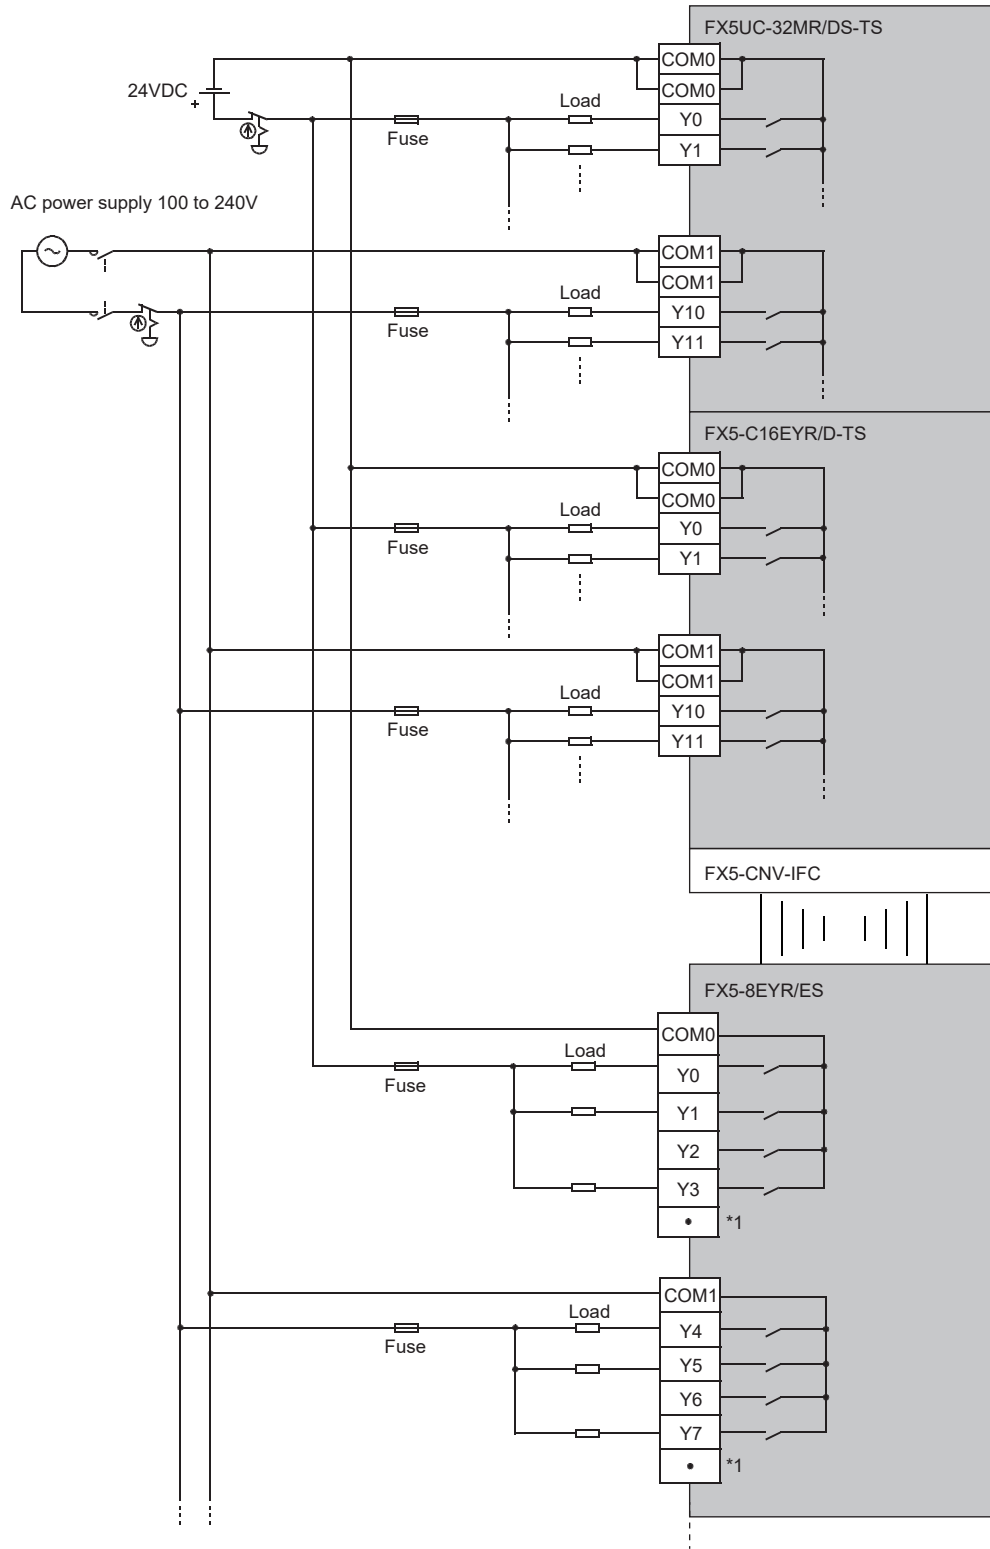 FX5UC-32MR/DS-TS
COM0
24VDC
+
COM0
Load
Y0
Fuse
Y1
AC power supply 100 to 240V
COM1
COM1
Load
Y10
Fuse
Y11
FX5-C16EYR/D-TS
COM0
COM0
Load
Y0
Fuse
Y1
COM1
COM1
Load
Y10
Fuse
Y11
FX5-CNV-IFC
FX5-8EYR/ES
COM0
Load
Y0
Fuse
Y1
Y2
Y3
• *1
COM1
Load
Y4
Fuse
Y5
Y6
Y7
• *1